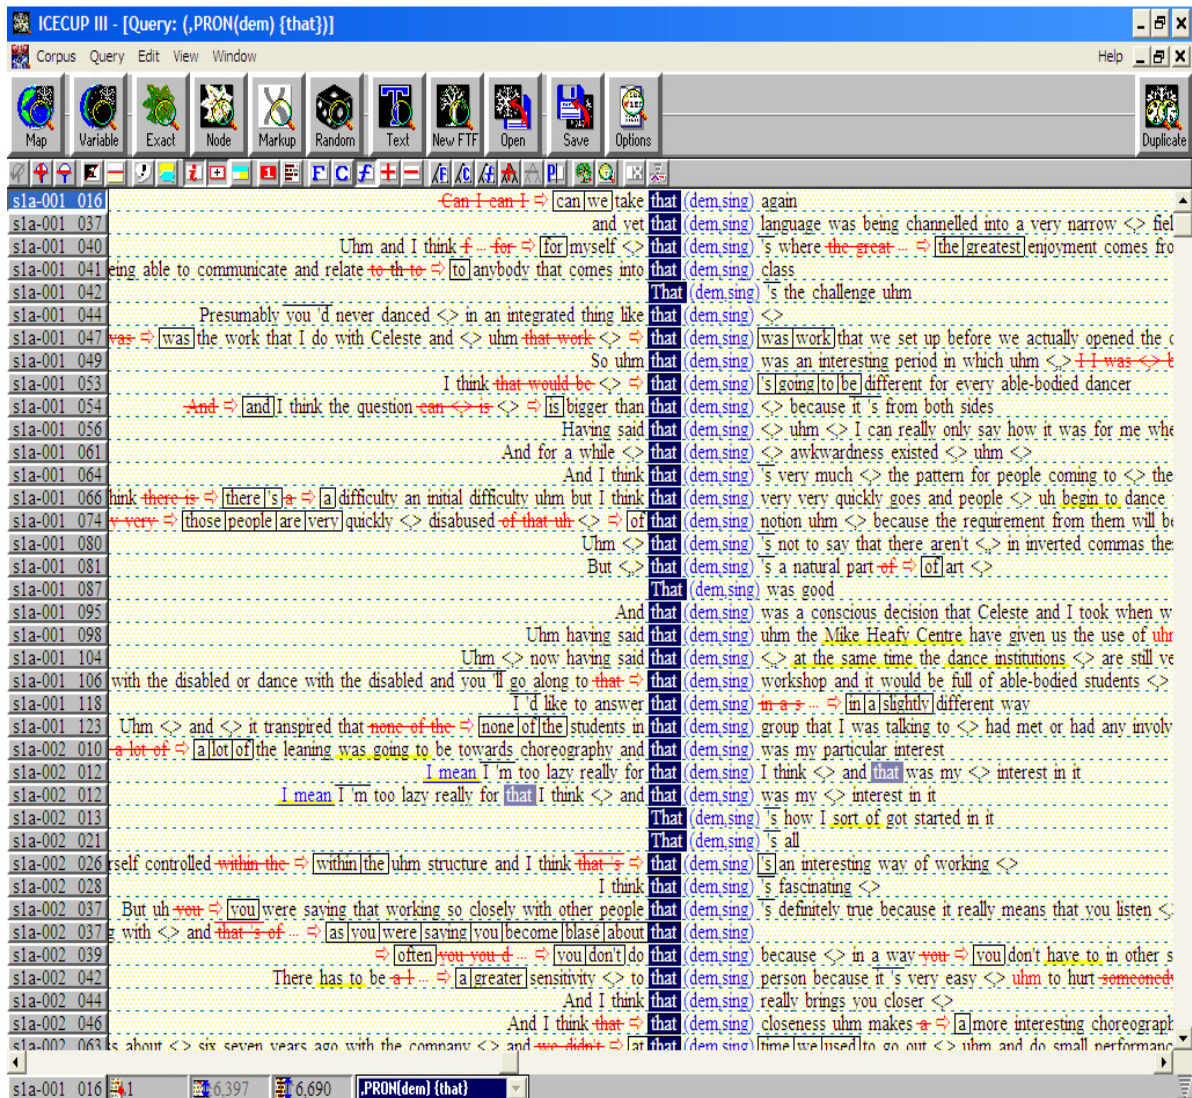 ICECUP III - [Query: (,PRON(dem) {that})]
Corpus Query Edit View Window Help
Map Variable Exact Node Markup Random Text New FTF Open Save Options Duplicate
s1a-001 016 Can I can I ⇨ can we take that (dem,sing) again
s1a-001 037 and yet that (dem,sing) language was being channelled into a very narrow <> fiel
s1a-001 040 Uhm and I think f ... for ⇨ for myself <> that (dem,sing) 's where the great ... ⇨ the greatest enjoyment comes fro
s1a-001 041 eing able to communicate and relate to th to ⇨ to anybody that comes into that (dem,sing) class
s1a-001 042 That (dem,sing) 's the challenge uhm
s1a-001 044 Presumably you 'd never danced <> in an integrated thing like that (dem,sing) <>
s1a-001 047 was ⇨ was the work that I do with Celeste and <> uhm that work <> ⇨ that (dem,sing) was work that we set up before we actually opened the c
s1a-001 049 So uhm that (dem,sing) was an interesting period in which uhm <> I I was <> b
s1a-001 053 I think that would be <> ⇨ that (dem,sing) 's going to be different for every able-bodied dancer
s1a-001 054 And ⇨ and I think the question can <> is <> ⇨ is bigger than that (dem,sing) <> because it 's from both sides
s1a-001 056 Having said that (dem,sing) <> uhm <> I can really only say how it was for me whe
s1a-001 061 And for a while <> that (dem,sing) <> awkwardness existed <> uhm <>
s1a-001 064 And I think that (dem,sing) 's very much <> the pattern for people coming to <> the
s1a-001 066 hink there is ⇨ there 's a ⇨ a difficulty an initial difficulty uhm but I think that (dem,sing) very very quickly goes and people <> uh begin to dance
s1a-001 074 y very ⇨ those people are very quickly <> disabused of that uh <> ⇨ of that (dem,sing) notion uhm <> because the requirement from them will be
s1a-001 080 Uhm <> that (dem,sing) 's not to say that there aren't <,> in inverted commas the
s1a-001 081 But <,> that (dem,sing) 's a natural part of ⇨ of art <>
s1a-001 087 That (dem,sing) was good
s1a-001 095 And that (dem,sing) was a conscious decision that Celeste and I took when w
s1a-001 098 Uhm having said that (dem,sing) uhm the Mike Heafy Centre have given us the use of uhm
s1a-001 104 Uhm <> now having said that (dem,sing) <,> at the same time the dance institutions <> are still ve
s1a-001 106 with the disabled or dance with the disabled and you 'll go along to that ⇨ that (dem,sing) workshop and it would be full of able-bodied students <>
s1a-001 118 I 'd like to answer that (dem,sing) in a s ... ⇨ in a slightly different way
s1a-001 123 Uhm <> and <> it transpired that none of the ⇨ none of the students in that (dem,sing) group that I was talking to <> had met or had any involv
s1a-002 010 a lot of ⇨ a lot of the leaning was going to be towards choreography and that (dem,sing) was my particular interest
s1a-002 012 I mean I 'm too lazy really for that (dem,sing) I think <> and that was my <> interest in it
s1a-002 012 I mean I 'm too lazy really for that I think <> and that (dem,sing) was my <> interest in it
s1a-002 013 That (dem,sing) 's how I sort of got started in it
s1a-002 021 That (dem,sing) 's all
s1a-002 026 rself controlled within the ⇨ within the uhm structure and I think that 's ⇨ that (dem,sing) 's an interesting way of working <>
s1a-002 028 I think that (dem,sing) 's fascinating <>
s1a-002 037 But uh you ⇨ you were saying that working so closely with other people that (dem,sing) 's definitely true because it really means that you listen <
s1a-002 037 g with <> and that 's of ... ⇨ as you were saying you become blasé about that (dem,sing)
s1a-002 039 ⇨ often you you d ... ⇨ you don't do that (dem,sing) because <> in a way you ⇨ you don't have to in other s
s1a-002 042 There has to be a l ... ⇨ a greater sensitivity <> to that (dem,sing) person because it 's very easy <> uhm to hurt
s1a-002 044 And I think that (dem,sing) really brings you closer <>
s1a-002 046 And I think that ⇨ that (dem,sing) closeness uhm makes a ⇨ a more interesting choreograph
s1a-002 063 s about <> six seven years ago with the company <> and we didn't ⇨ at that (dem,sing) time we used to go out <> uhm and do small performanc
s1a-001 016 1 6,397 6,690 ,PRON(dem) {that}